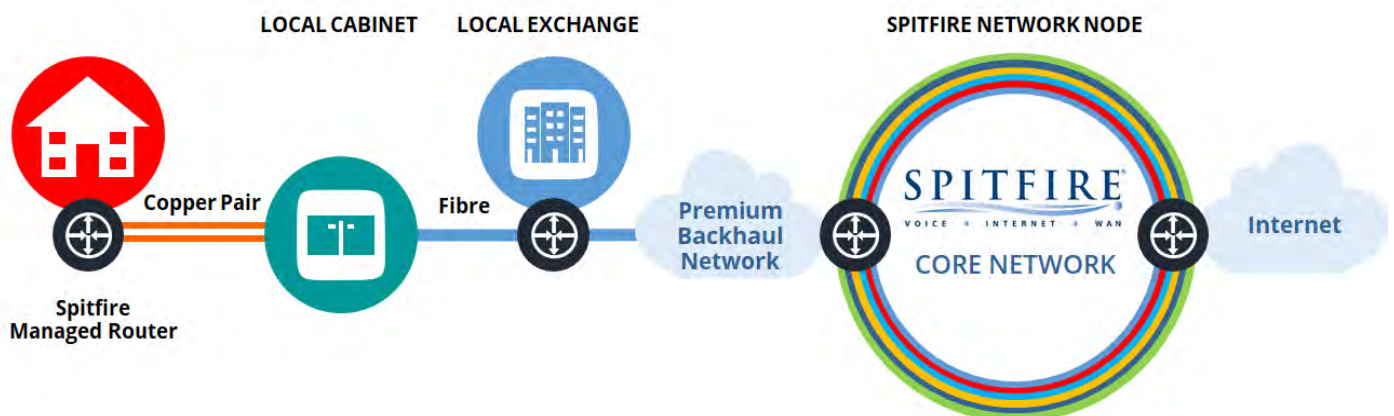 LOCAL CABINET
LOCAL EXCHANGE
SPITFIRE NETWORK NODE
Copper Pair
Fibre
Spitfire
Managed Router
Premium
Backhaul
Network
SPITFIRE®
VOICE • INTERNET • WAN
CORE NETWORK
Internet